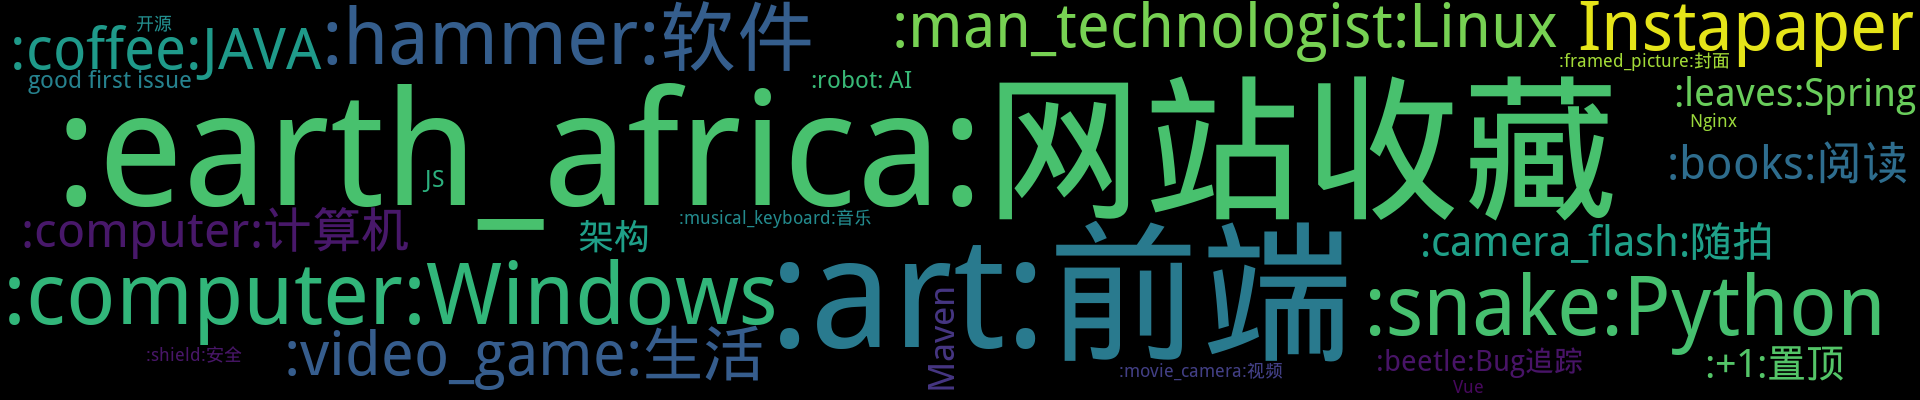 开源
:coffee:JAVA
:hammer:软件
:man_technologist:Linux
Instapaper
good first issue
:robot: AI
:framed_picture:封面
:earth_africa:网站收藏
:leaves:Spring
Nginx
JS
:books:阅读
:computer:计算机
架构
:musical_keyboard:音乐
:camera_flash:随拍
:computer:Windows
:art:前端
:snake:Python
:shield:安全
:video_game:生活
Maven
:movie_camera:视频
:beetle:Bug追踪
Vue
:+1:置顶